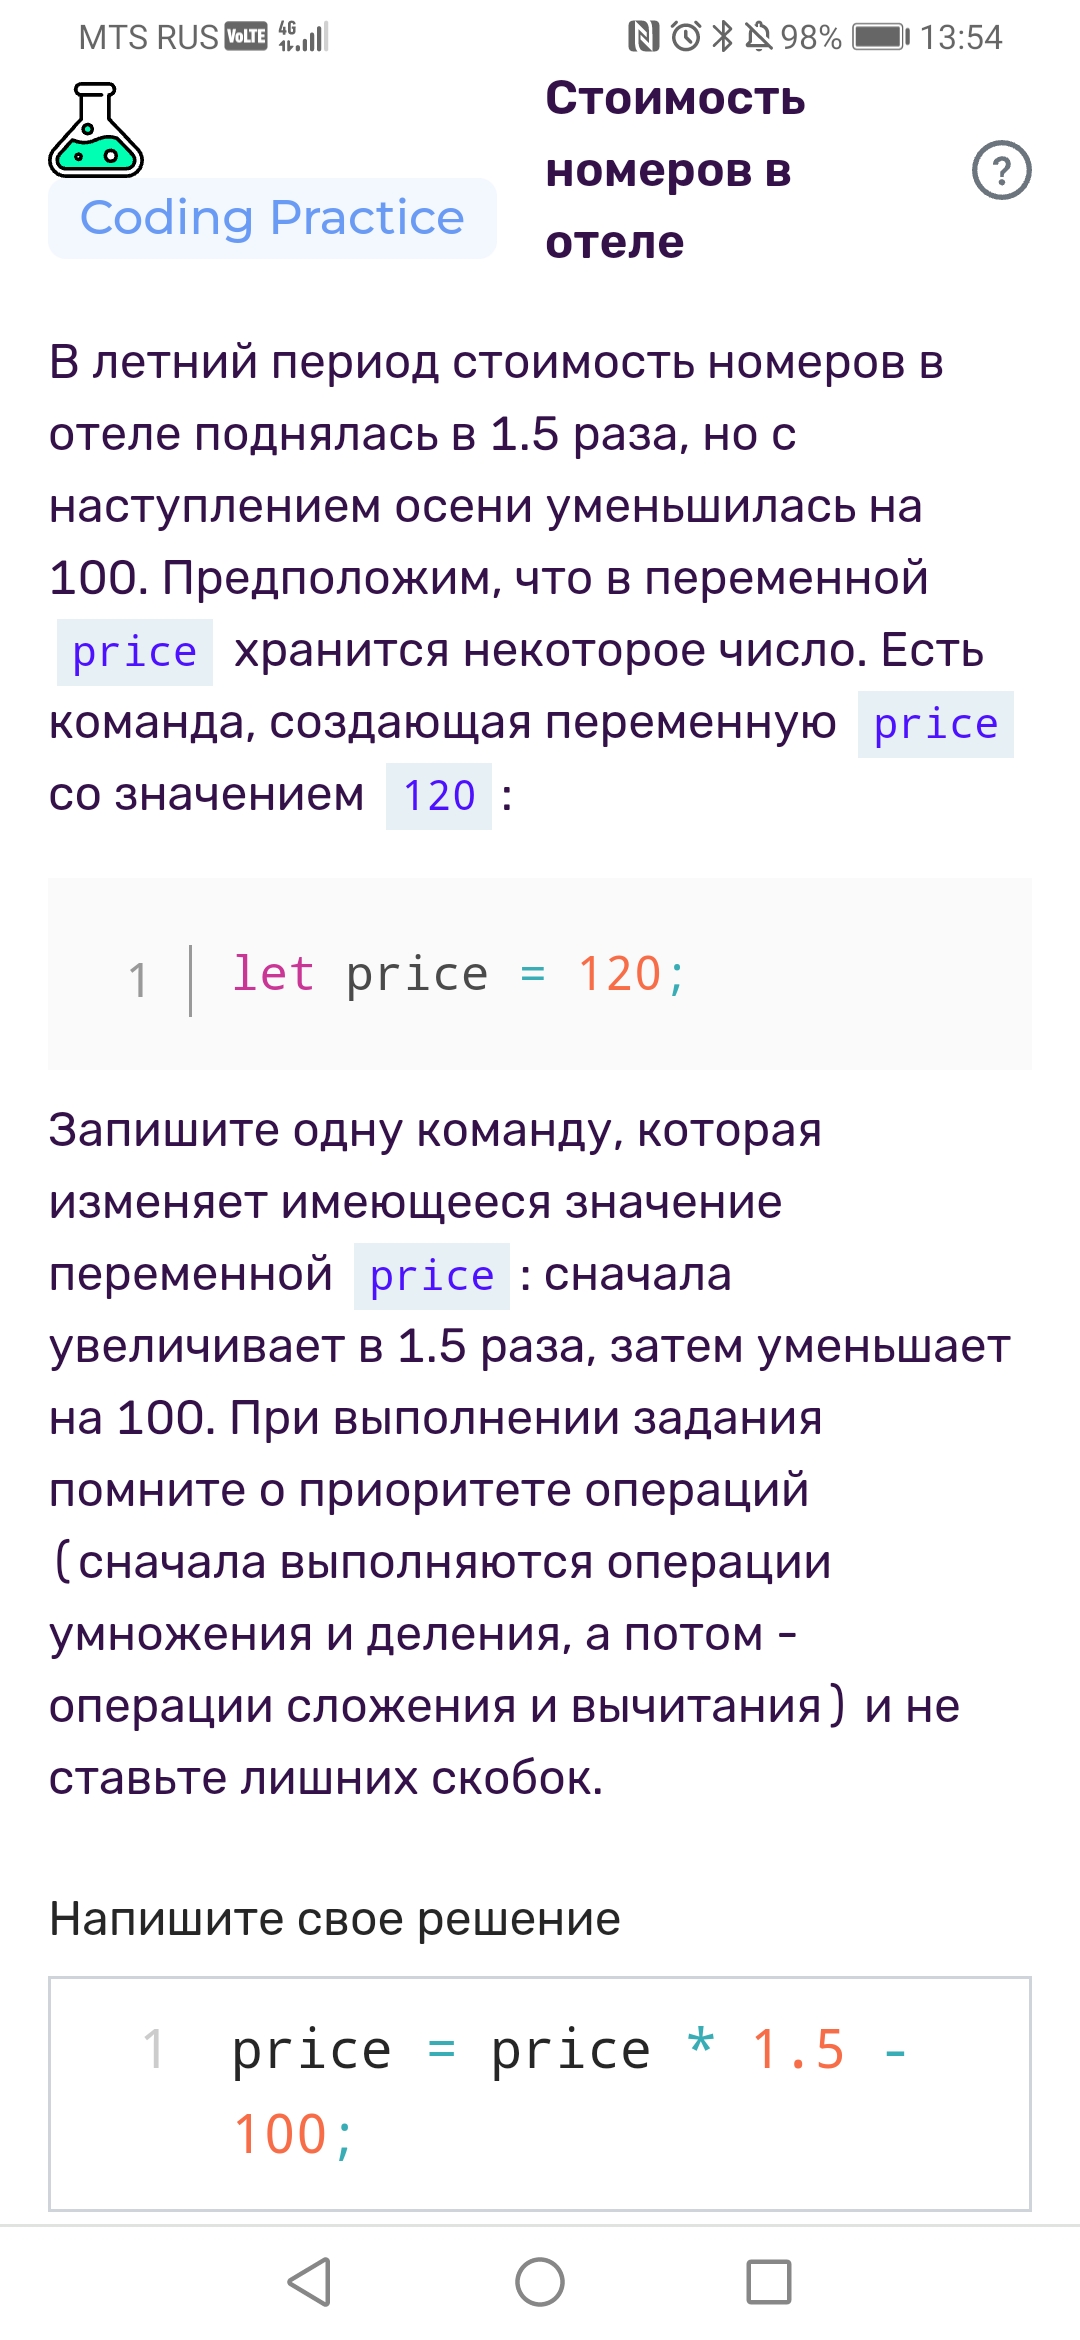 MTS RUS VoLTE 4G 98% 13:54
Стоимость
номеров в
отеле
?
Coding Practice
В летний период стоимость номеров в
отеле поднялась в 1.5 раза, но с
наступлением осени уменьшилась на
100. Предположим, что в переменной
price хранится некоторое число. Есть
команда, создающая переменную price
со значением 120 :
1 let price = 120;
Запишите одну команду, которая
изменяет имеющееся значение
переменной price : сначала
увеличивает в 1.5 раза, затем уменьшает
на 100. При выполнении задания
помните о приоритете операций
(сначала выполняются операции
умножения и деления, а потом -
операции сложения и вычитания) и не
ставьте лишних скобок.
Напишите свое решение
1 price = price * 1.5 -
100;